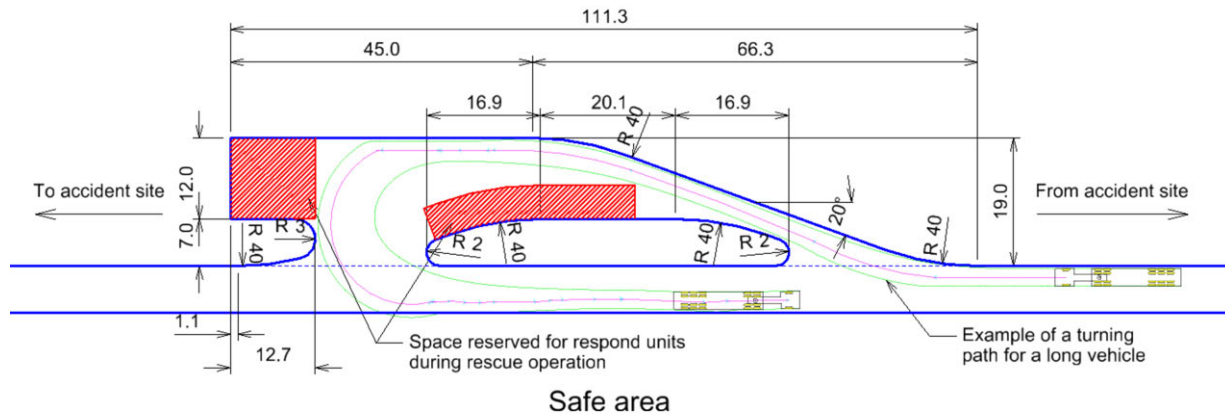 111.3
45.0
66.3
16.9
20.1
16.9
R 40
To accident site
12.0
19.0
From accident site
20°
7.0
R 3
R 40
R 2
R 40
R 40
R 2
R 40
1.1
12.7
Space reserved for respond units
during rescue operation
Example of a turning
path for a long vehicle
Safe area